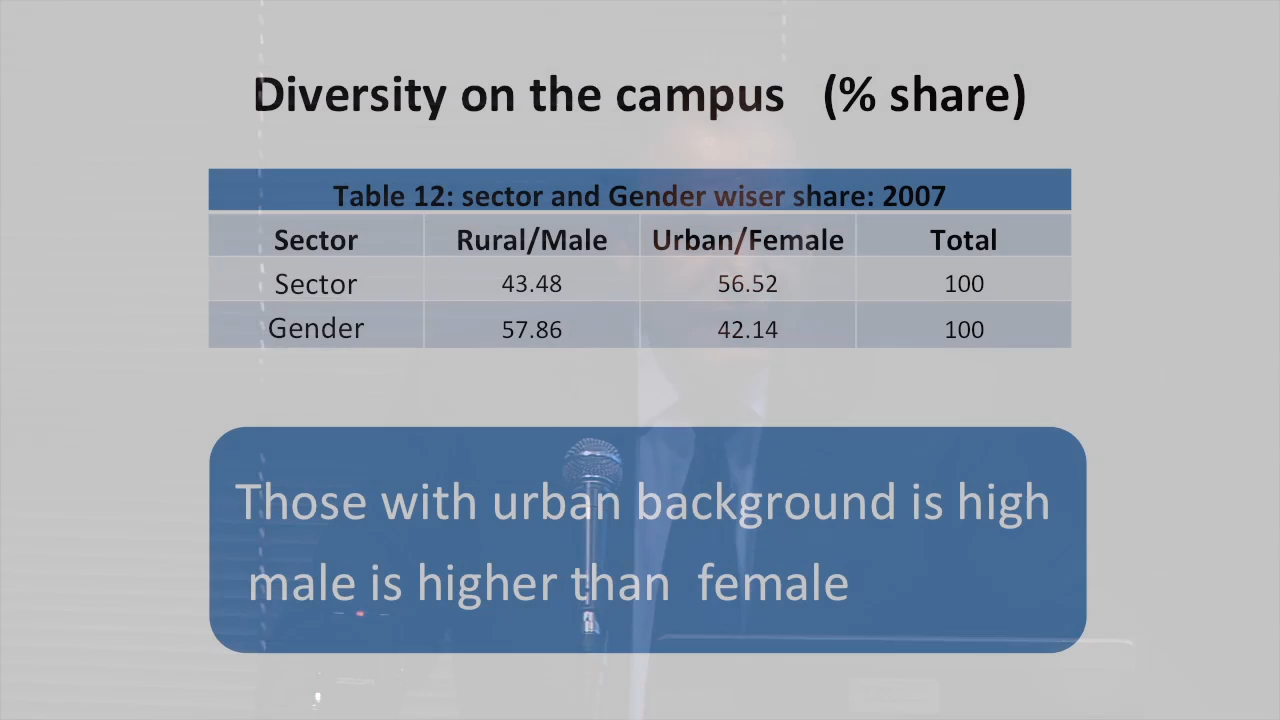 Diversity on the campus (% share)
Table 12: sector and Gender wiser share: 2007
Sector Rural/Male Urban/Female Total
Sector 43.48 56.52 100
Gender 57.86 42.14 100
Those with urban background is high
male is higher than female